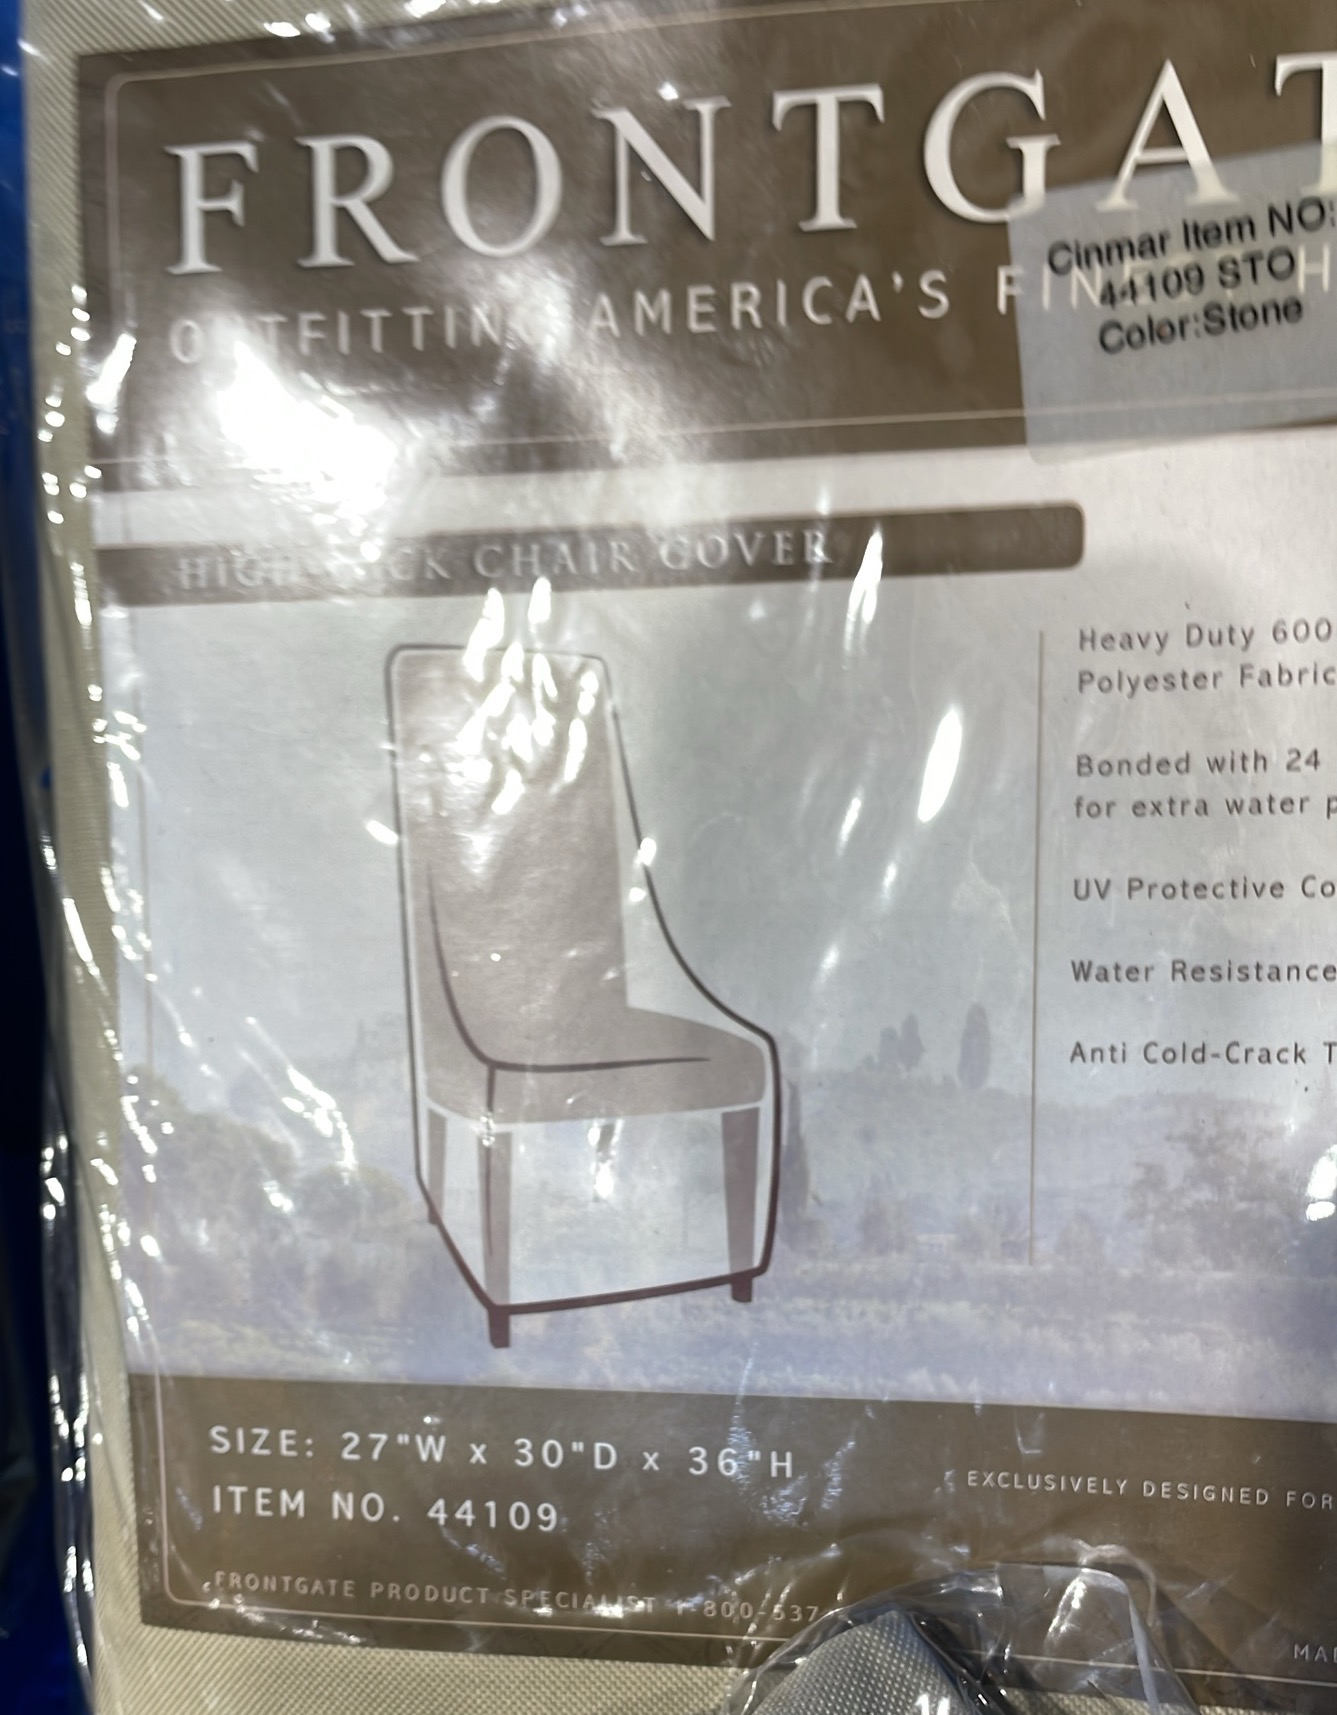 FRONTGAT
Cinmar Item NO:
44109 STO
Color:Stone
AMERICA'S
CHAIR COVER
Heavy Duty 600
Polyester Fabric
Bonded with 24
for extra water p
UV Protective Co
Water Resistance
Anti Cold-Crack T
SIZE: 27"W x 30"D x 36"H
ITEM NO. 44109
EXCLUSIVELY DESIGNED FOR
FRONTGATE PRODUCT SPECIALIST 1-800-537